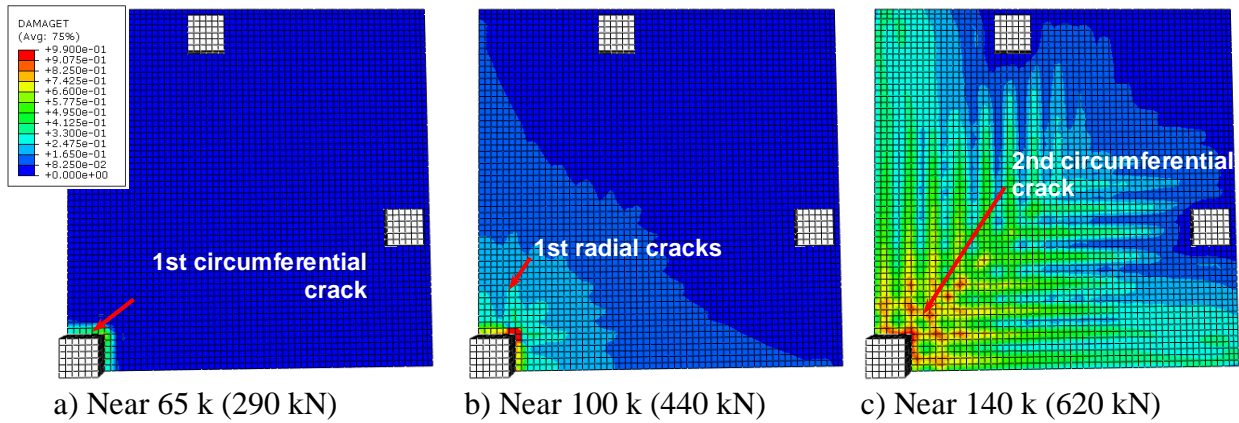 DAMAGET
(Avg: 75%)
+9.900e-01
+9.075e-01
+8.250e-01
+7.425e-01
+6.600e-01
+5.775e-01
+4.950e-01
+4.125e-01
+3.300e-01
+2.475e-01
+1.650e-01
+8.250e-02
+0.000e+00
1st circumferential
crack
1st radial cracks
2nd circumferential
crack
a) Near 65 k (290 kN)
b) Near 100 k (440 kN)
c) Near 140 k (620 kN)